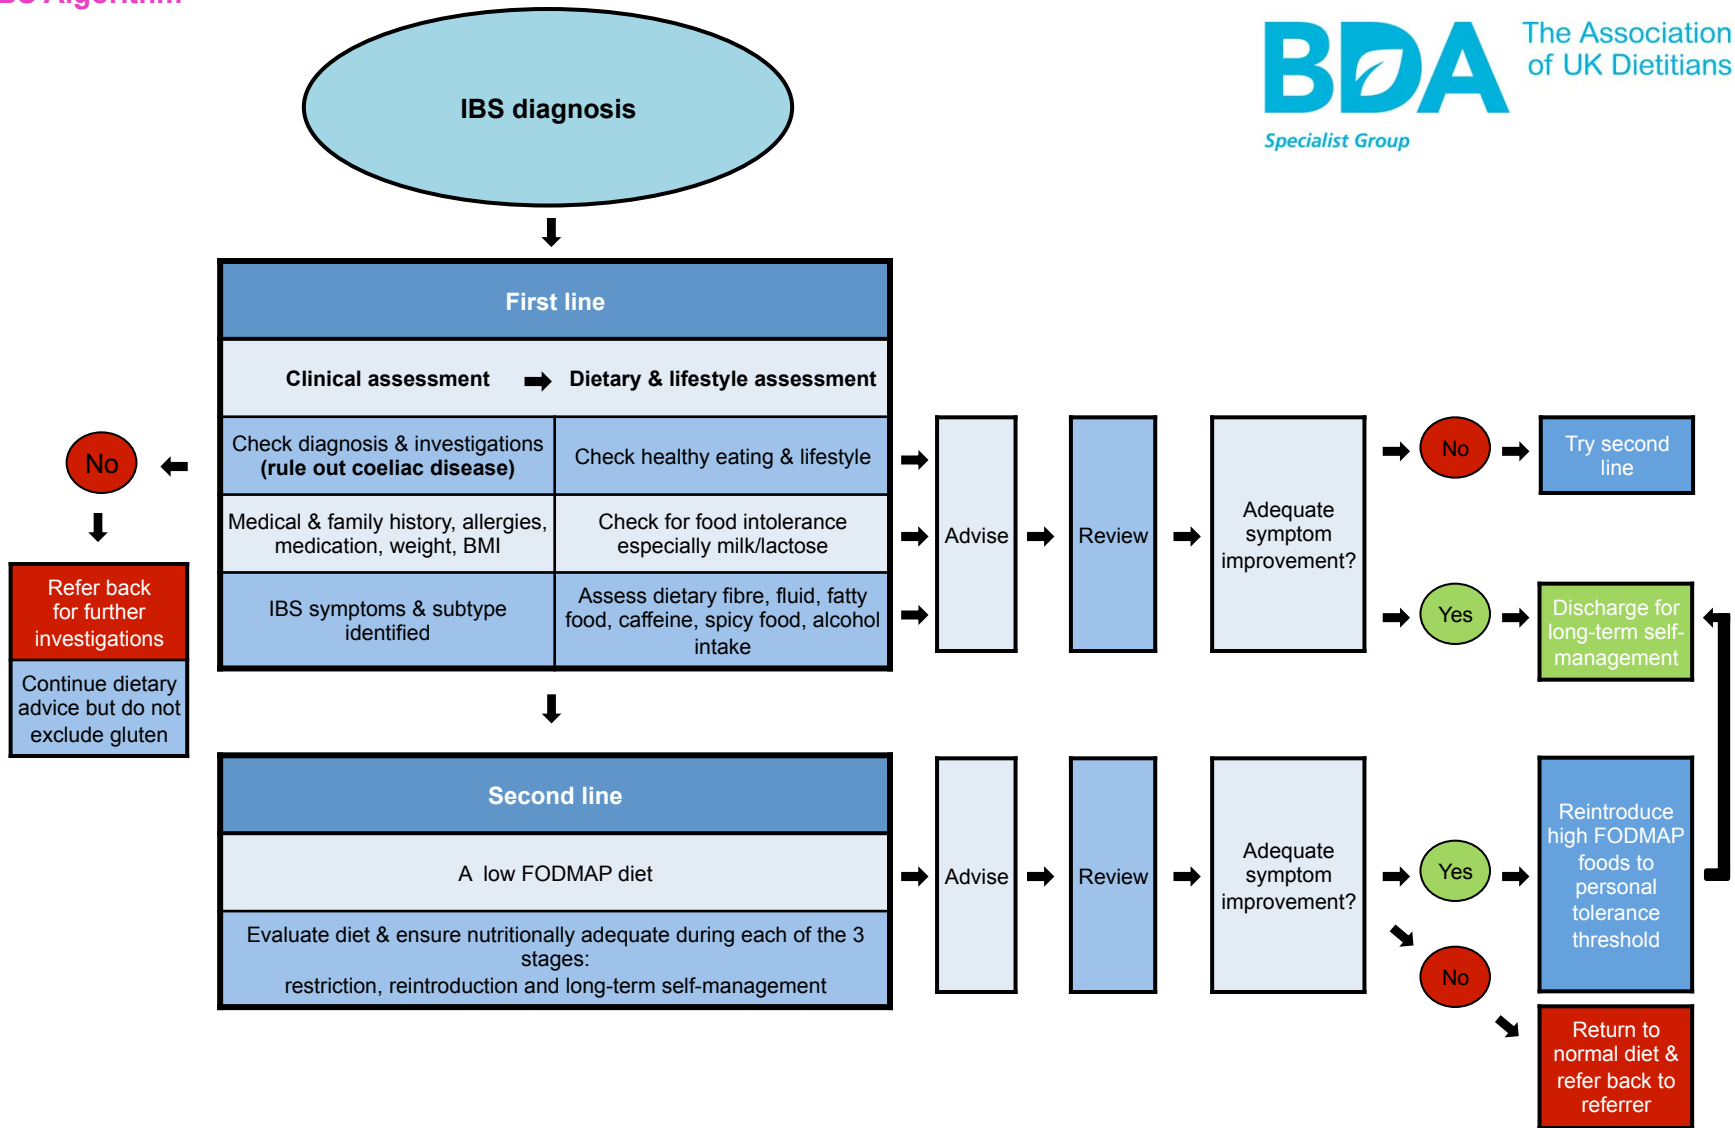 BDA
The Association
of UK Dietitians
Specialist Group
IBS diagnosis
First line
Clinical assessment
Dietary & lifestyle assessment
Check diagnosis & investigations
(rule out coeliac disease)
Check healthy eating & lifestyle
Medical & family history, allergies,
medication, weight, BMI
Check for food intolerance
especially milk/lactose
IBS symptoms & subtype
identified
Assess dietary fibre, fluid, fatty
food, caffeine, spicy food, alcohol
intake
No
Refer back
for further
investigations
Continue dietary
advice but do not
exclude gluten
Advise
Review
Adequate
symptom
improvement?
No
Try second
line
Yes
Discharge for
long-term self-
management
Second line
A low FODMAP diet
Evaluate diet & ensure nutritionally adequate during each of the 3
stages:
restriction, reintroduction and long-term self-management
Advise
Review
Adequate
symptom
improvement?
Yes
Reintroduce
high FODMAP
foods to
personal
tolerance
threshold
No
Return to
normal diet &
refer back to
referrer